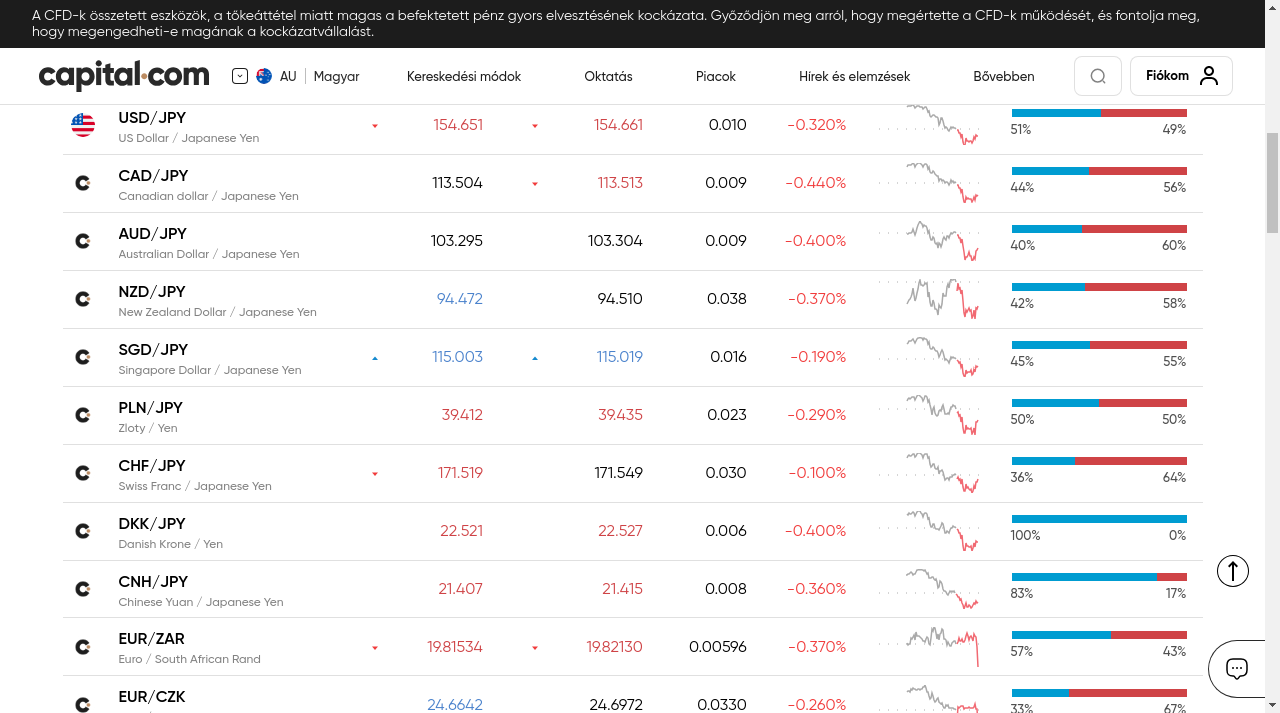 A CFD-k összetett eszközök, a tőkeáttétel miatt magas a befektetett pénz gyors elvesztésének kockázata. Győződjön meg arról, hogy megértette a CFD-k működését, és fontolja meg,
hogy megengedheti-e magának a kockázatvállalást.
capital.com AU Magyar Kereskedési módok Oktatás Piacok Hírek és elemzések Bővebben Fiókom
USD/JPY 154.651 154.661 0.010 -0.320%
US Dollar / Japanese Yen 51% 49%
CAD/JPY 113.504 113.513 0.009 -0.440%
Canadian dollar / Japanese Yen 44% 56%
AUD/JPY 103.295 103.304 0.009 -0.400%
Australian Dollar / Japanese Yen 40% 60%
NZD/JPY 94.472 94.510 0.038 -0.370%
New Zealand Dollar / Japanese Yen 42% 58%
SGD/JPY 115.003 115.019 0.016 -0.190%
Singapore Dollar / Japanese Yen 45% 55%
PLN/JPY 39.412 39.435 0.023 -0.290%
Zloty / Yen 50% 50%
CHF/JPY 171.519 171.549 0.030 -0.100%
Swiss Franc / Japanese Yen 36% 64%
DKK/JPY 22.521 22.527 0.006 -0.400%
Danish Krone / Yen 100% 0%
CNH/JPY 21.407 21.415 0.008 -0.360%
Chinese Yuan / Japanese Yen 83% 17%
EUR/ZAR 19.81534 19.82130 0.00596 -0.370%
Euro / South African Rand 57% 43%
EUR/CZK 24.6642 24.6972 0.0330 -0.260%
33% 67%